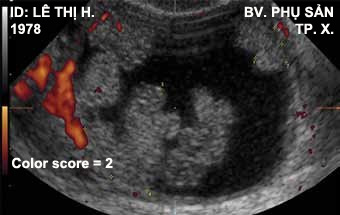 ID: LÊ THỊ H.
1978
BV. PHỤ SẢN
TP. X.
Color score = 2